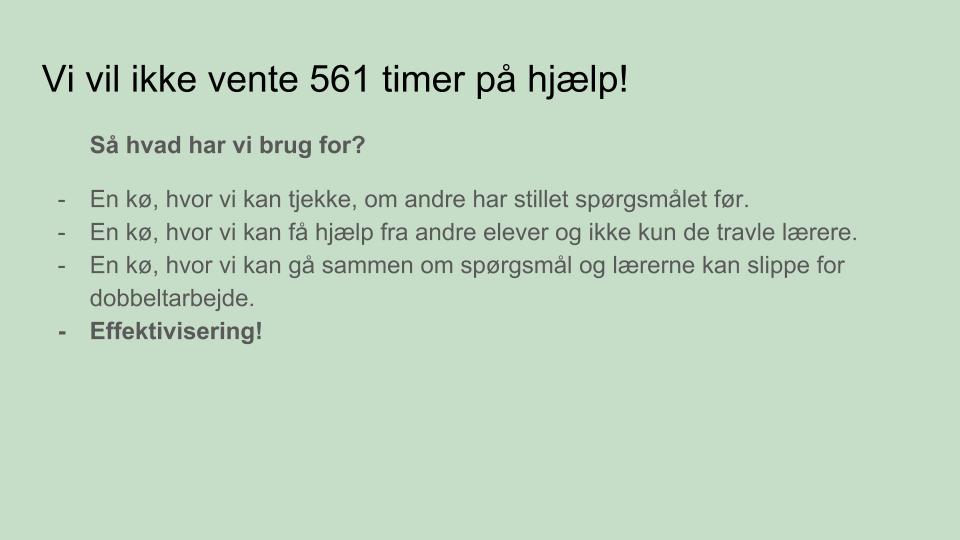 Vi vil ikke vente 561 timer på hjælp!
Så hvad har vi brug for?
- En kø, hvor vi kan tjekke, om andre har stillet spørgsmålet før.
- En kø, hvor vi kan få hjælp fra andre elever og ikke kun de travle lærere.
- En kø, hvor vi kan gå sammen om spørgsmål og lærerne kan slippe for
dobbeltarbejde.
- Effektivisering!